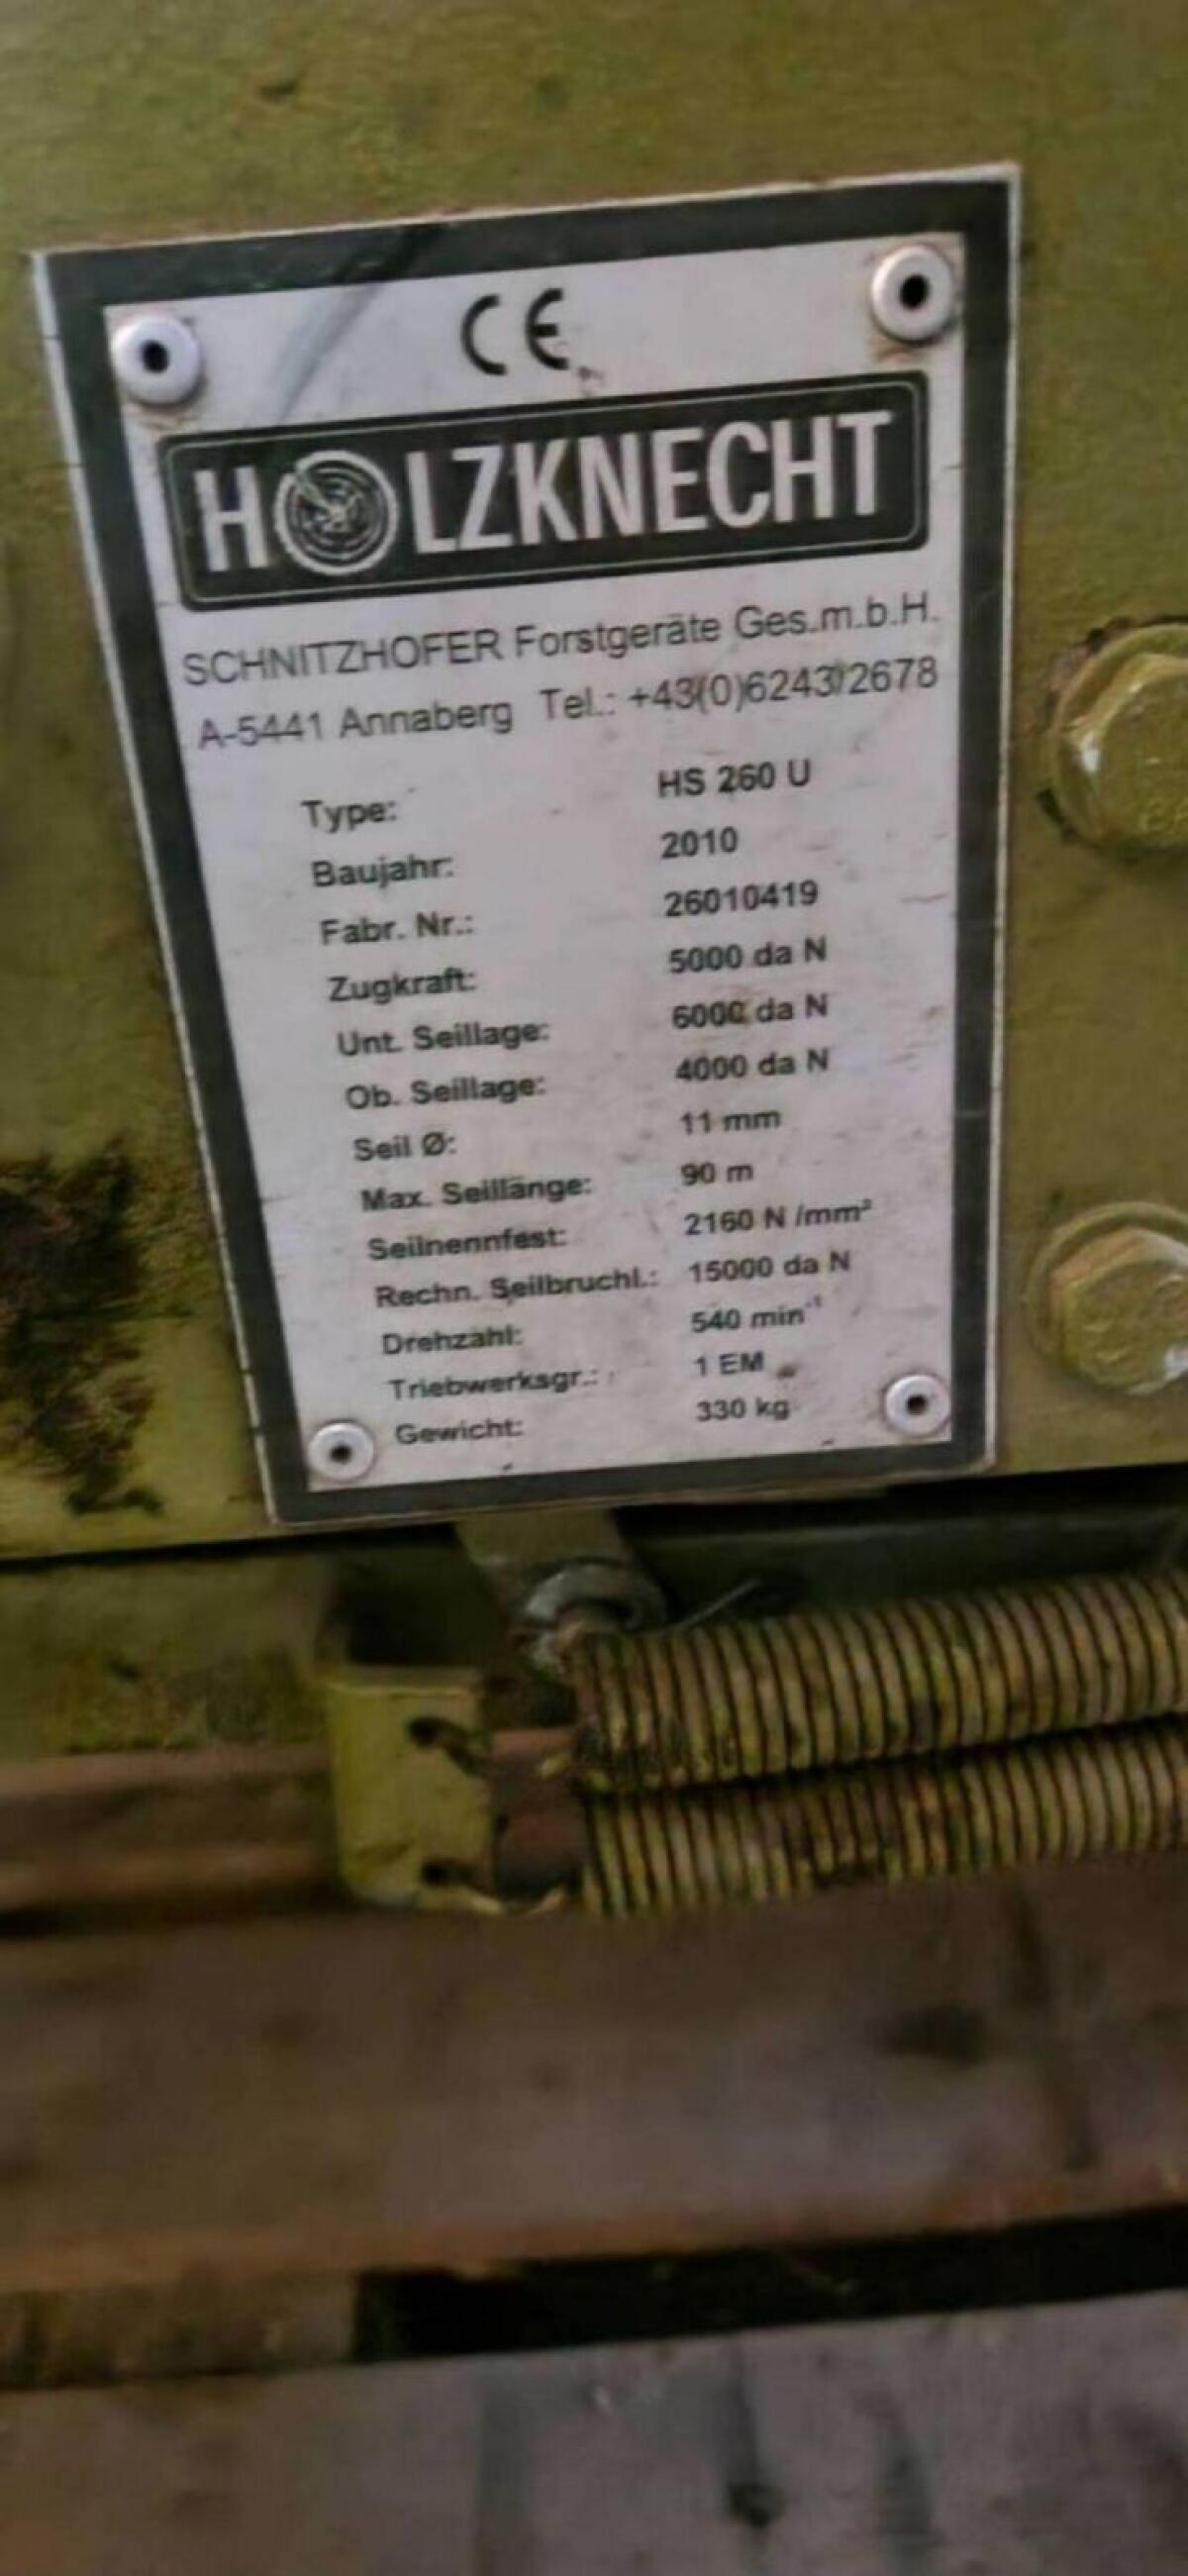 CE
HOLZKNECHT
SCHNITZHOFER Forstgeräte Ges.m.b.H.
A-5441 Annaberg Tel.: +43(0)6243/2678
Type: HS 260 U
Baujahr: 2010
Fabr. Nr.: 26010419
Zugkraft: 5000 da N
Unt. Seillage: 6000 da N
Ob. Seillage: 4000 da N
Seil Ø: 11 mm
Max. Seillänge: 90 m
Seilnennfest: 2160 N /mm²
Rechn. Seilbruchl.: 15000 da N
Drehzahl: 540 min⁻¹
Triebwerksgr.: 1 EM
Gewicht: 330 kg